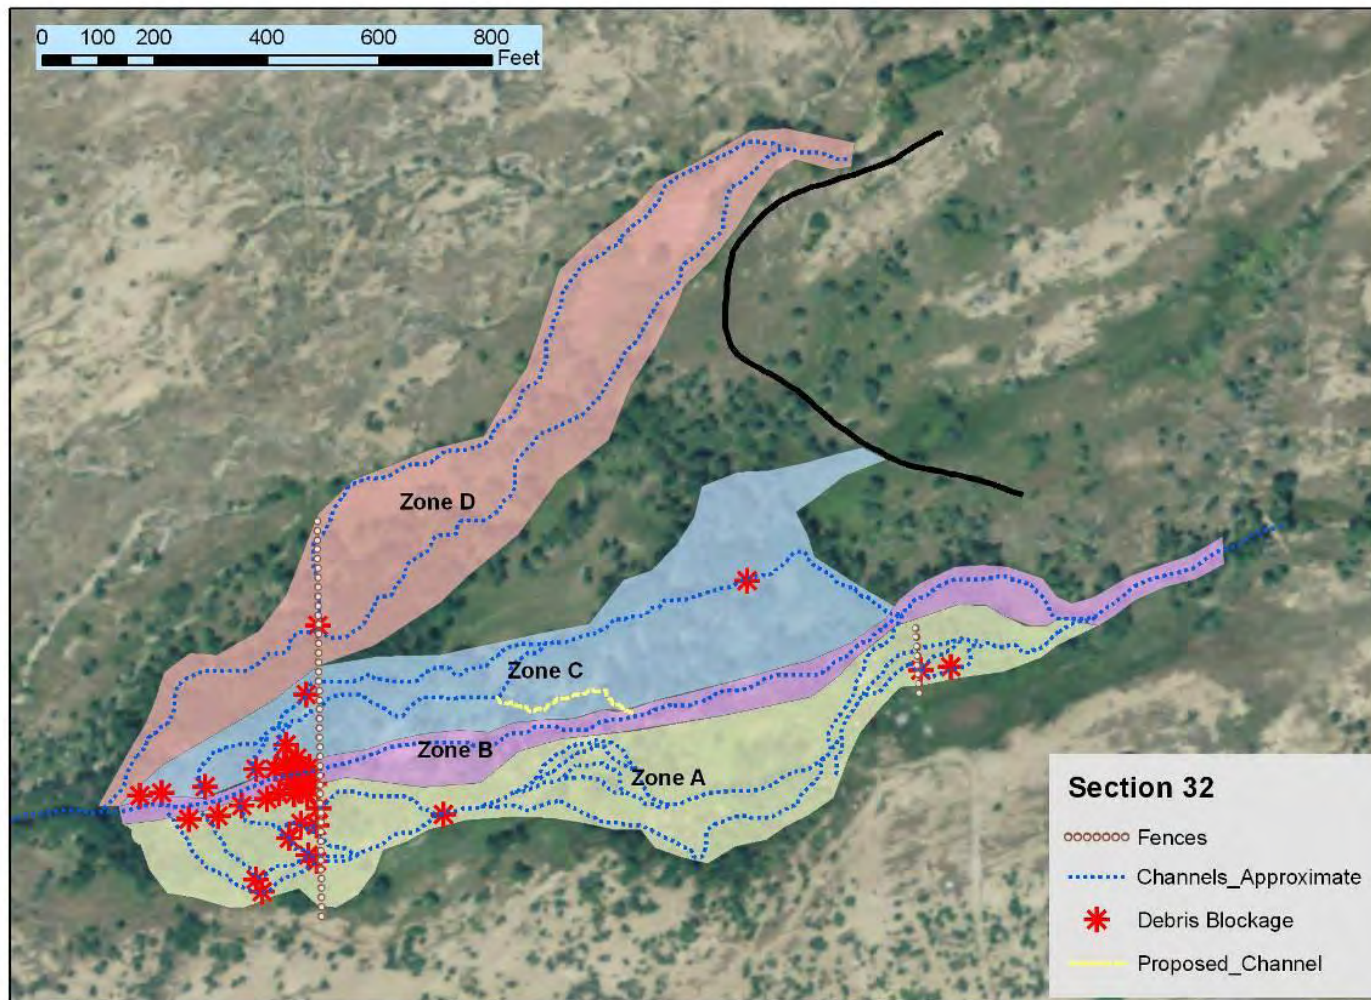 0 100 200 400 600 800
Feet
Zone D
Zone C
Zone B
Zone A
Section 32
Fences
Channels_Approximate
Debris Blockage
Proposed_Channel